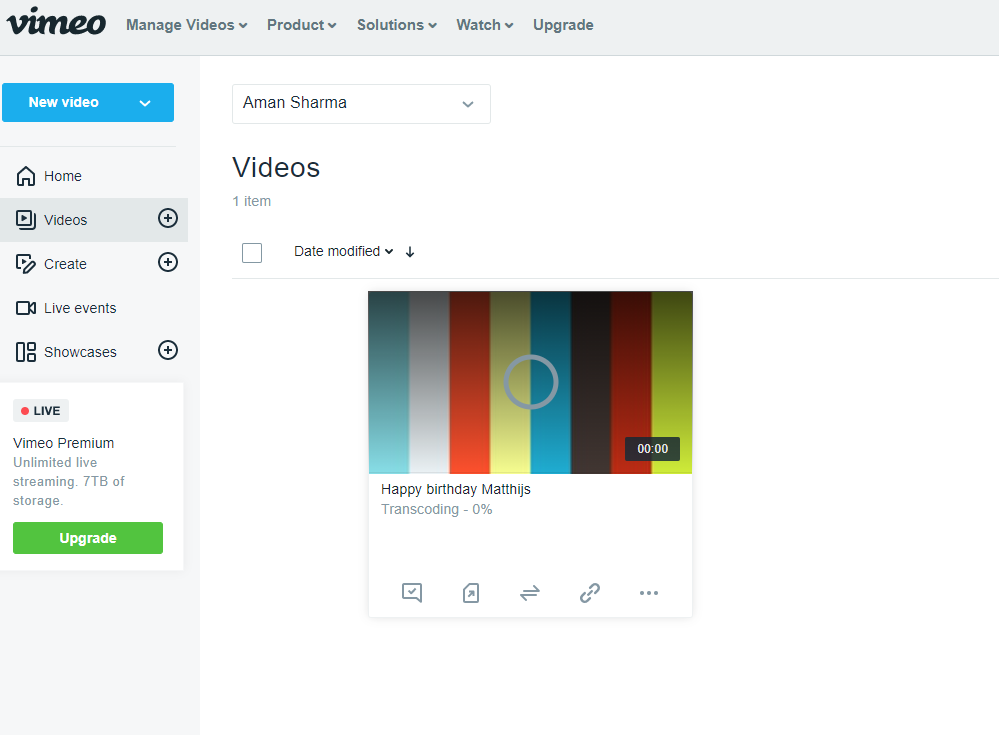 vimeo Manage Videos Product Solutions Watch Upgrade
New video
Home
Videos
Create
Live events
Showcases
LIVE
Vimeo Premium
Unlimited live
streaming. 7TB of
storage.
Upgrade
Aman Sharma
Videos
1 item
Date modified
00:00
Happy birthday Matthijs
Transcoding - 0%